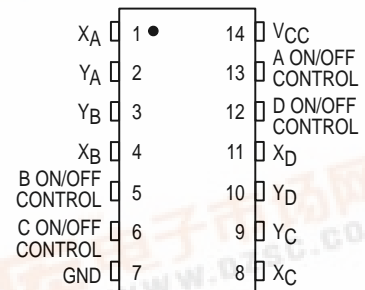 XA 1 14 VCC
YA 2 13 A ON/OFF CONTROL
YB 3 12 D ON/OFF CONTROL
XB 4 11 XD
B ON/OFF CONTROL 5 10 YD
C ON/OFF CONTROL 6 9 YC
GND 7 8 XC